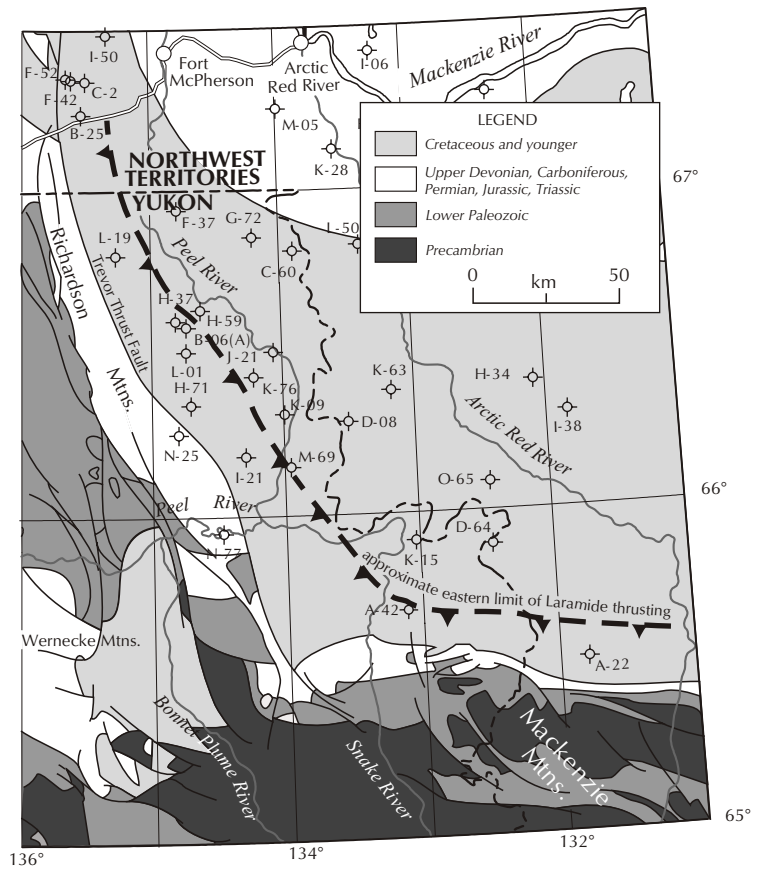 I-50
F-52
F-42
C-2
B-25
Fort
McPherson
Arctic
Red River
I-06
Mackenzie River
M-05
K-28
LEGEND
Cretaceous and younger
Upper Devonian, Carboniferous,
Permian, Jurassic, Triassic
Lower Paleozoic
Precambrian
0 km 50
67°
NORTHWEST
TERRITORIES
YUKON
F-37
G-72
L-50
L-19
C-60
Peel River
Richardson
Mtns.
Trevor Thrust Fault
H-37
H-59
B-06(A)
J-21
L-01
H-71
K-76
K-09
K-63
H-34
D-08
I-38
Arctic Red River
N-25
I-21
M-69
O-65
66°
Peel River
N-77
D-64
K-15
approximate eastern limit of Laramide thrusting
A-42
A-22
Wernecke Mtns.
Bonnet Plume River
Snake River
Mackenzie
Mtns.
65°
136°
134°
132°